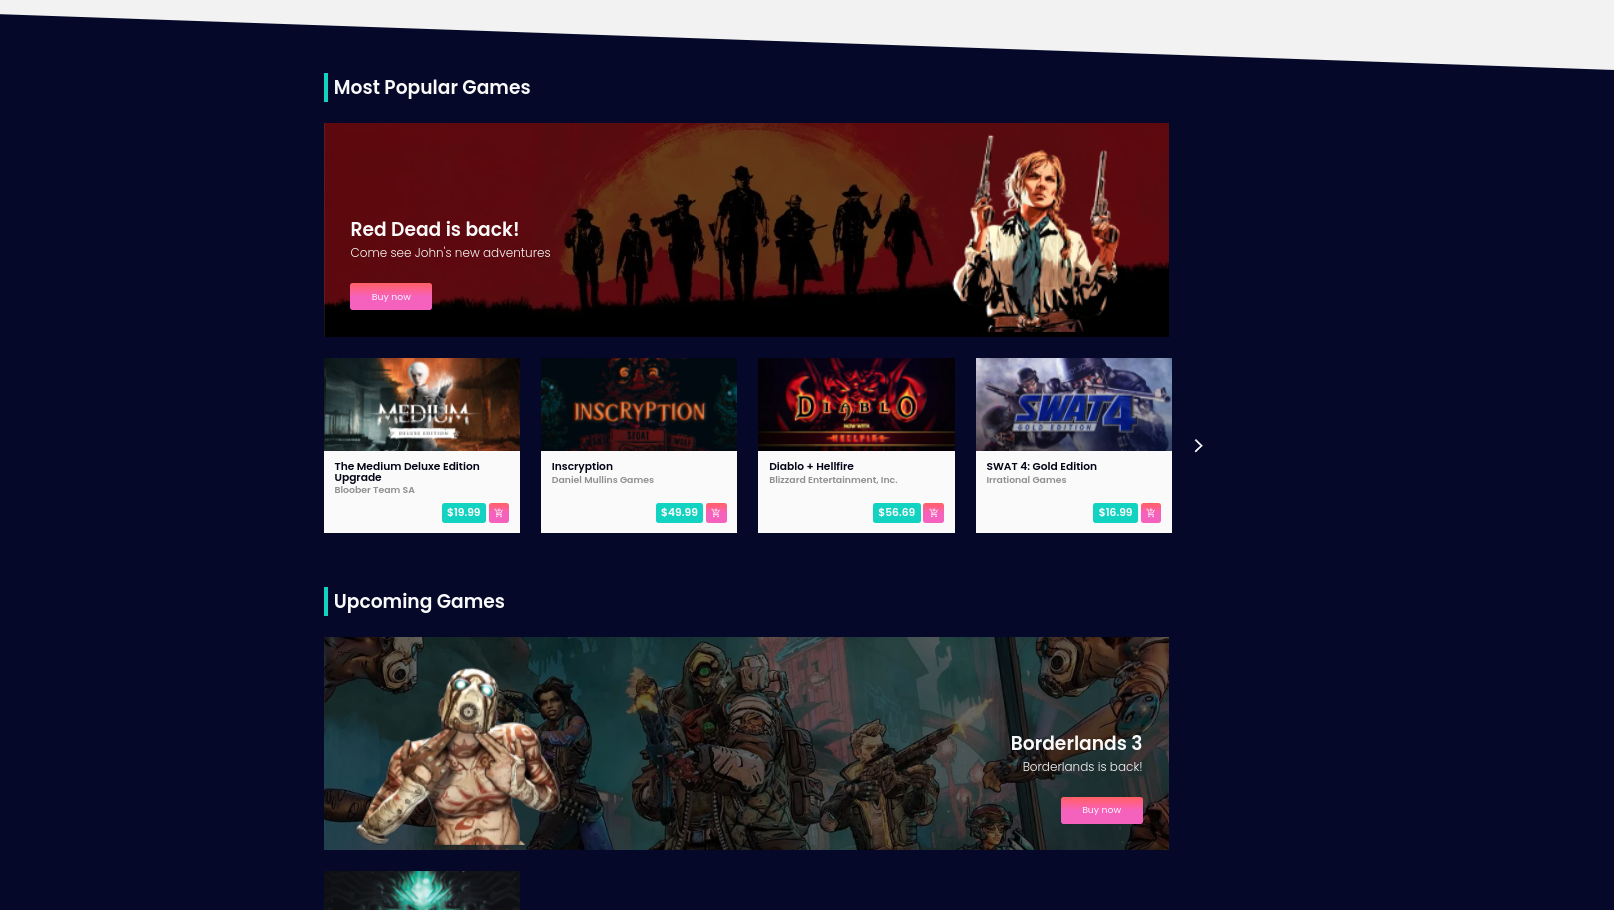 Most Popular Games
Red Dead is back!
Come see John's new adventures
Buy now
MEDIUM
DELUXE EDITION
INSCRYPTION
DIABLO
NOW WITH
HELLFIRE
SWAT 4
GOLD EDITION
The Medium Deluxe Edition
Upgrade
Bloober Team SA
$19.99
Inscryption
Daniel Mullins Games
$49.99
Diablo + Hellfire
Blizzard Entertainment, Inc.
$56.69
SWAT 4: Gold Edition
Irrational Games
$16.99
Upcoming Games
Borderlands 3
Borderlands is back!
Buy now